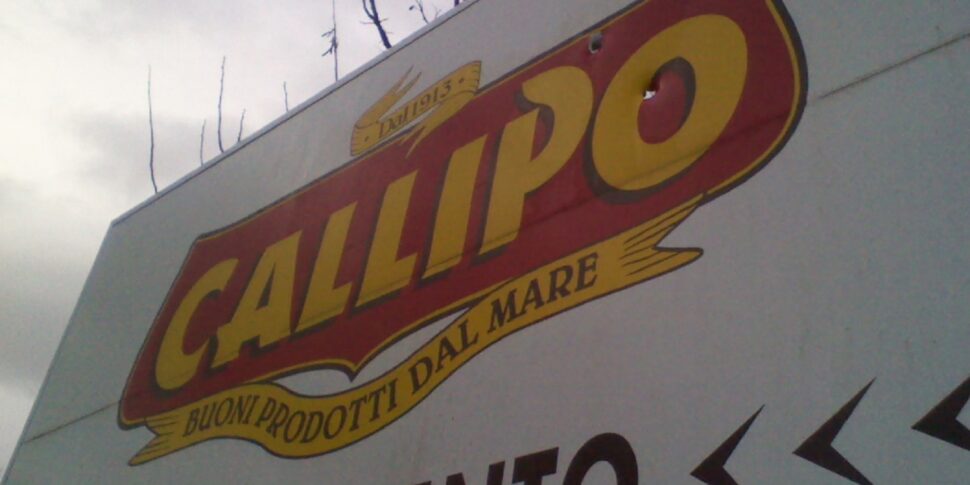 Dal 1913
CALLIPO
BUONI PRODOTTI DAL MARE